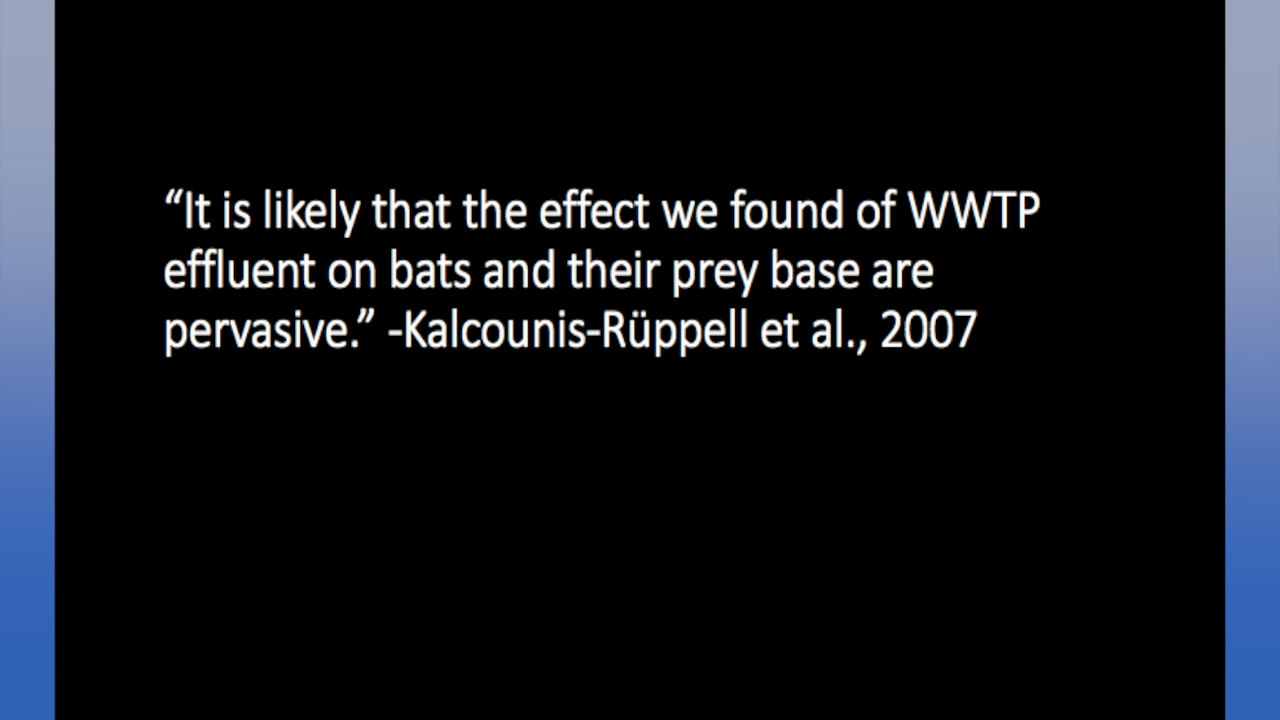 “It is likely that the effect we found of WWTP
effluent on bats and their prey base are
pervasive.” -Kalcounis-Rüppell et al., 2007